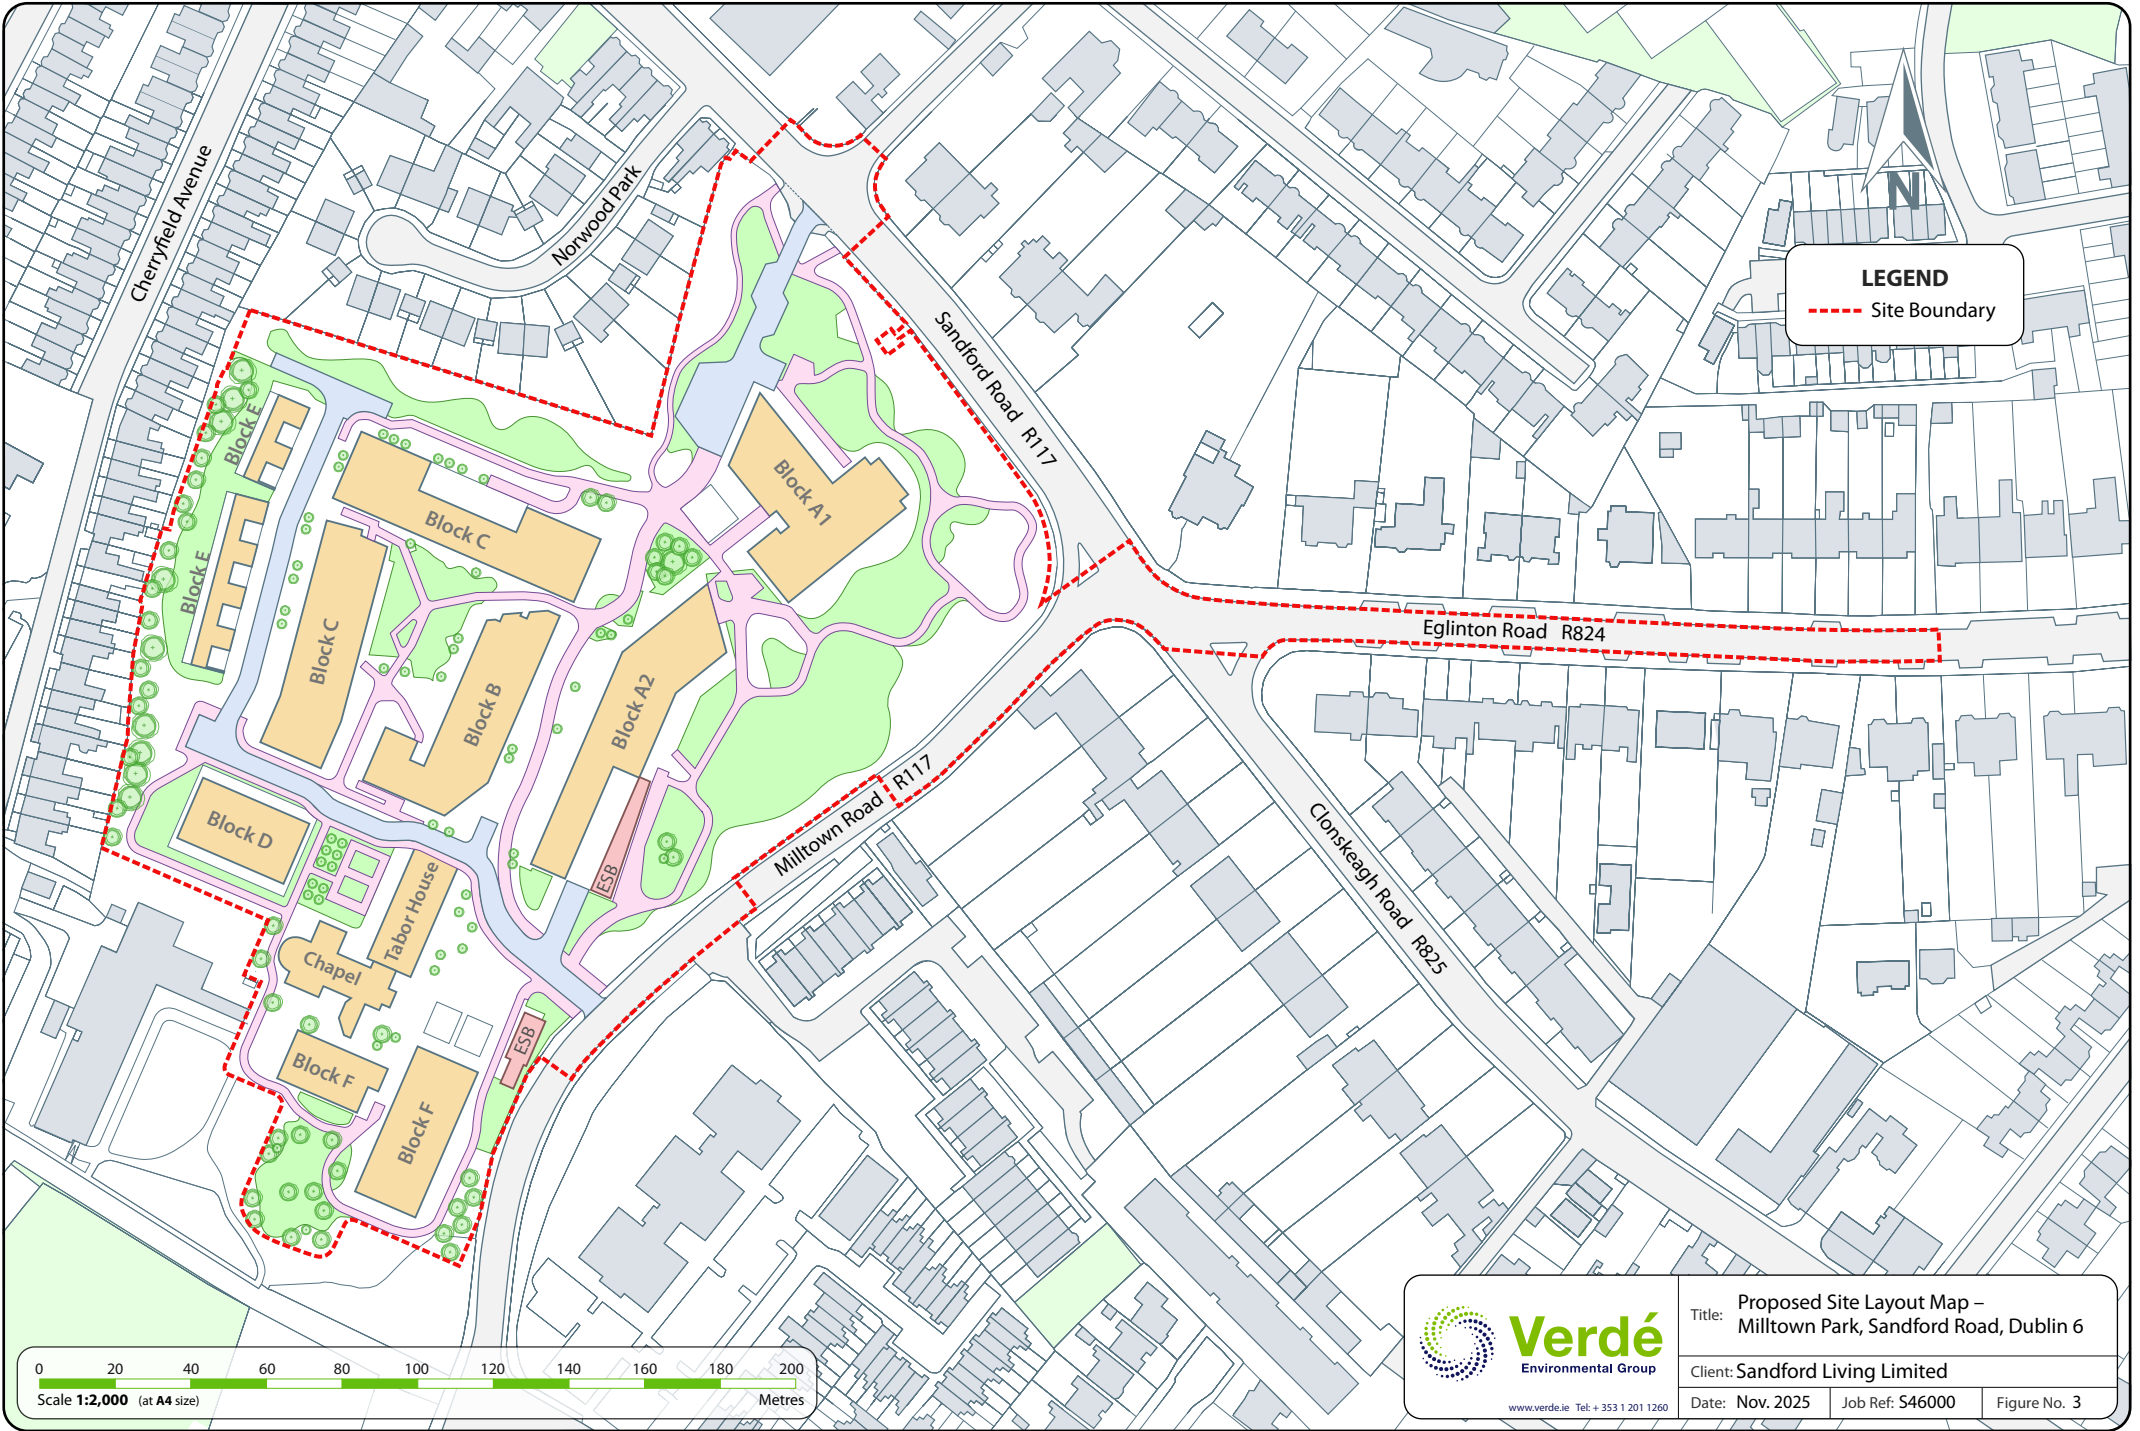 Cherryfield Avenue
Norwood Park
N
LEGEND
Site Boundary
Sandford Road R117
Block E
Block A1
Block C
Block E
Block C
Eglinton Road R824
Block B
Block A2
Milltown Road R117
Block D
ESB
Tabor House
Clonskeagh Road R825
Chapel
ESB
Block F
Block F
0 20 40 60 80 100 120 140 160 180 200
Scale 1:2,000 (at A4 size) Metres
Verdé
Environmental Group
www.verde.ie Tel: + 353 1 201 1260
Title: Proposed Site Layout Map –
Milltown Park, Sandford Road, Dublin 6
Client: Sandford Living Limited
Date: Nov. 2025 Job Ref: S46000 Figure No. 3